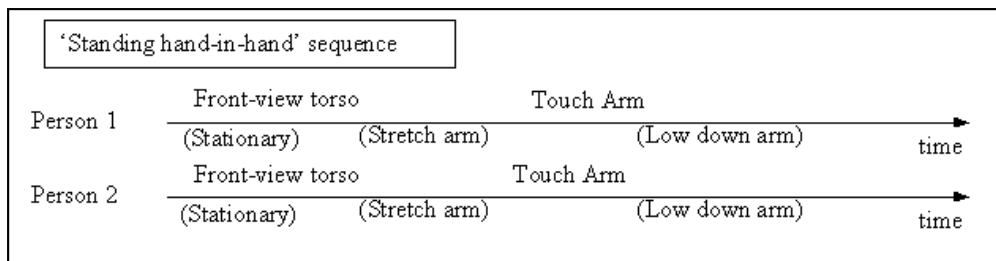 ‘Standing hand-in-hand’ sequence
Front-view torso Touch Arm
Person 1
(Stationary) (Stretch arm) (Low down arm) time
Front-view torso Touch Arm
Person 2
(Stationary) (Stretch arm) (Low down arm) time